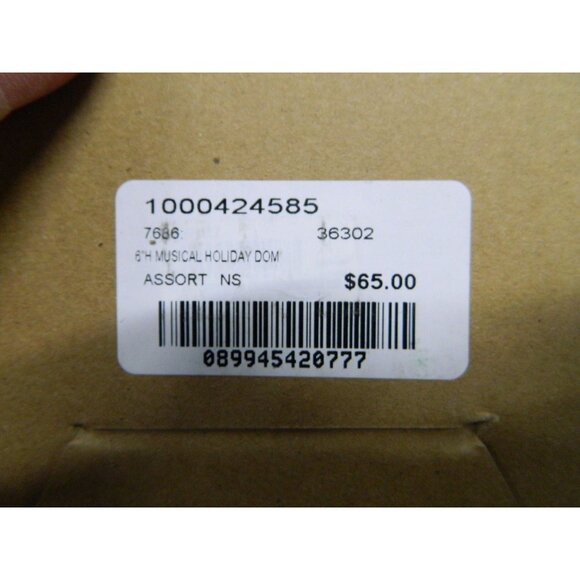 1000424585
7686 36302
6"H MUSICAL HOLIDAY DOM
ASSORT NS $65.00
089945420777